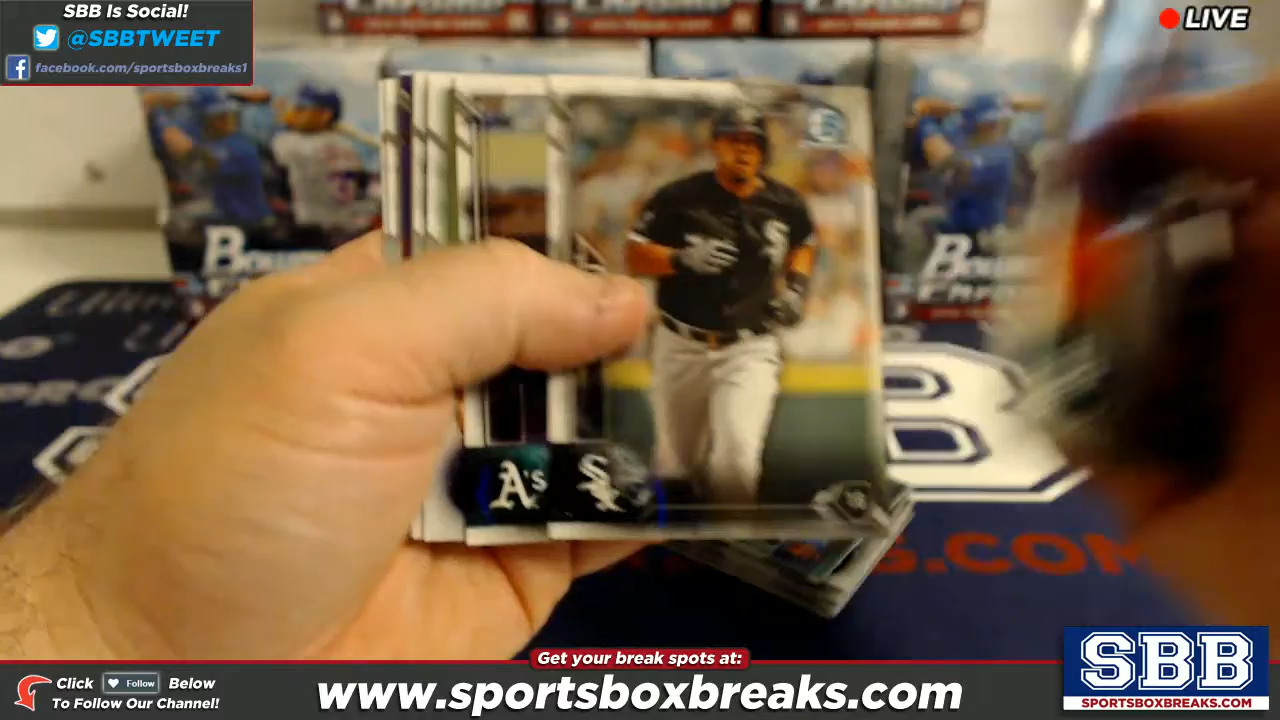 SBB Is Social!
@SBBTWEET
facebook.com/sportsboxbreaks1
LIVE
A's
Sox
Get your break spots at:
Click Follow Below
To Follow Our Channel!
www.sportsboxbreaks.com
SBB
SPORTSBOXBREAKS.COM